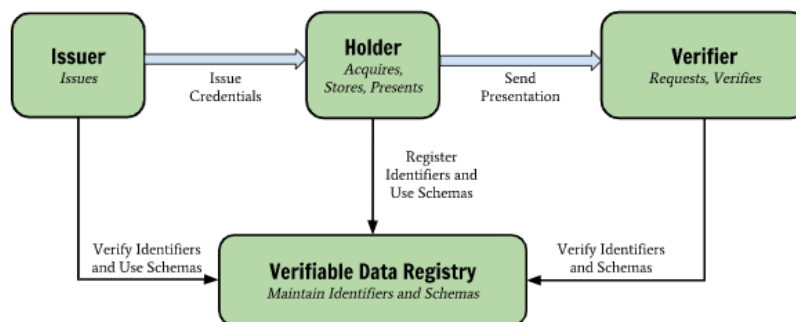 Issuer
Issues
Issue
Credentials
Holder
Acquires,
Stores, Presents
Send
Presentation
Verifier
Requests, Verifies
Register
Identifiers and
Use Schemas
Verify Identifiers
and Use Schemas
Verifiable Data Registry
Maintain Identifiers and Schemas
Verify Identifiers
and Schemas